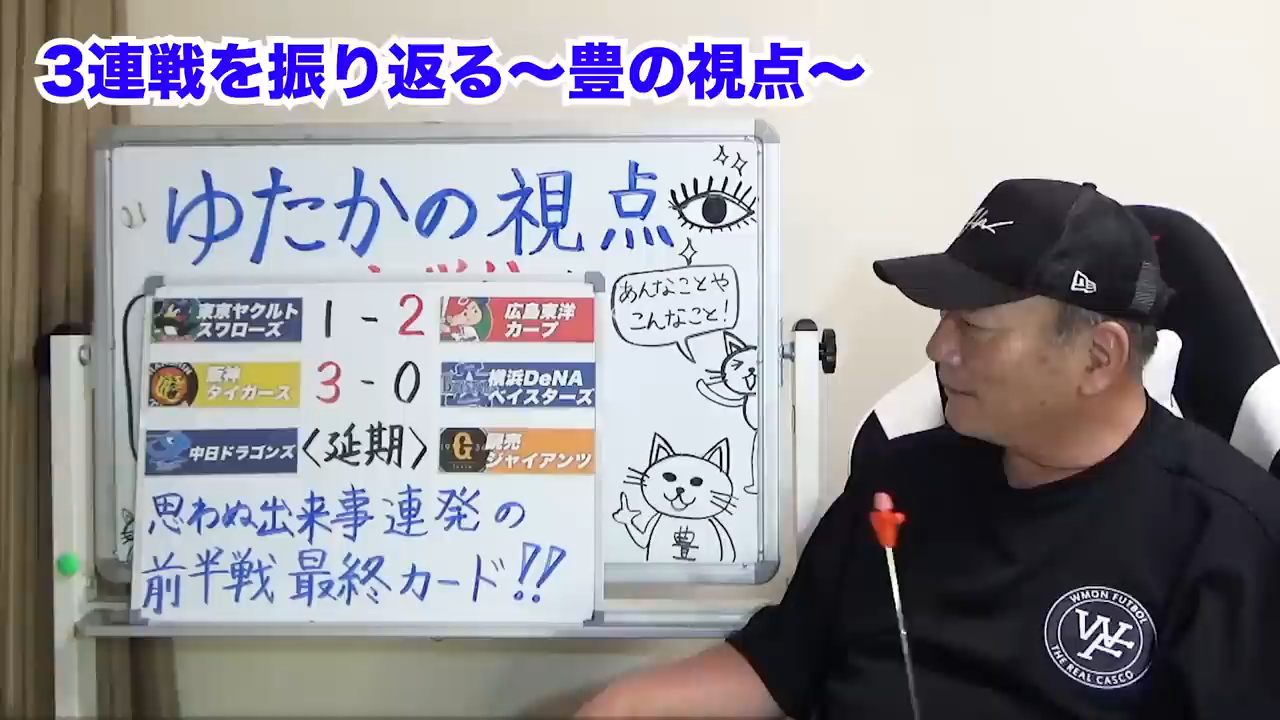 3連戦を振り返る〜豊の視点〜
ゆたかの視点
あんなことや
こんなこと!
東京ヤクルト
スワローズ
1 - 2
広島東洋
カープ
阪神
タイガース
3 - 0
横浜DeNA
ベイスターズ
中日ドラゴンズ
〈延期〉
読売
ジャイアンツ
思わぬ出来事連発の
前半戦最終カード!!
豊
WMON FUTBOL
THE REAL CASCO